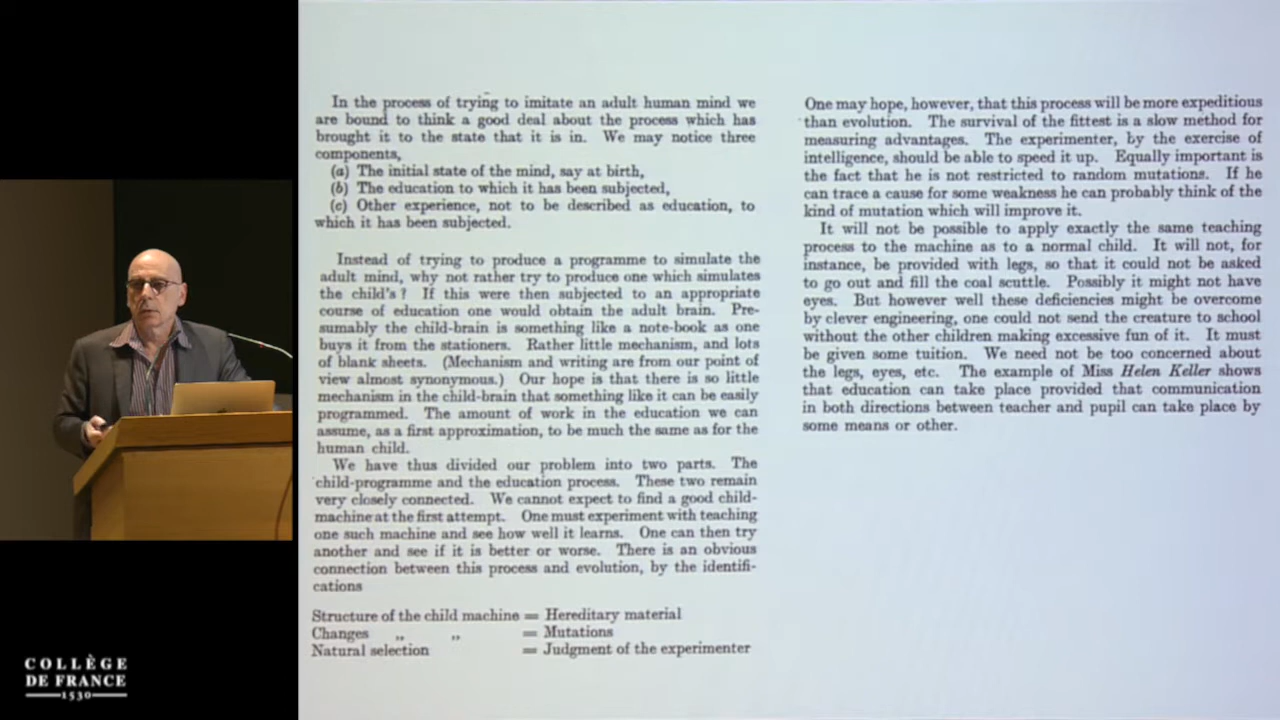 In the process of trying to imitate an adult human mind we
are bound to think a good deal about the process which has
brought it to the state that it is in. We may notice three
components,
(a) The initial state of the mind, say at birth,
(b) The education to which it has been subjected,
(c) Other experience, not to be described as education, to
which it has been subjected.
Instead of trying to produce a programme to simulate the
adult mind, why not rather try to produce one which simulates
the child's? If this were then subjected to an appropriate
course of education one would obtain the adult brain. Pre-
sumably the child-brain is something like a note-book as one
buys it from the stationers. Rather little mechanism, and lots
of blank sheets. (Mechanism and writing are from our point of
view almost synonymous.) Our hope is that there is so little
mechanism in the child-brain that something like it can be easily
programmed. The amount of work in the education we can
assume, as a first approximation, to be much the same as for the
human child.
We have thus divided our problem into two parts. The
child-programme and the education process. These two remain
very closely connected. We cannot expect to find a good child-
machine at the first attempt. One must experiment with teaching
one such machine and see how well it learns. One can then try
another and see if it is better or worse. There is an obvious
connection between this process and evolution, by the identifi-
cations
Structure of the child machine = Hereditary material
Changes ,, ,, = Mutations
Natural selection = Judgment of the experimenter
One may hope, however, that this process will be more expeditious
than evolution. The survival of the fittest is a slow method for
measuring advantages. The experimenter, by the exercise of
intelligence, should be able to speed it up. Equally important is
the fact that he is not restricted to random mutations. If he
can trace a cause for some weakness he can probably think of the
kind of mutation which will improve it.
It will not be possible to apply exactly the same teaching
process to the machine as to a normal child. It will not, for
instance, be provided with legs, so that it could not be asked
to go out and fill the coal scuttle. Possibly it might not have
eyes. But however well these deficiencies might be overcome
by clever engineering, one could not send the creature to school
without the other children making excessive fun of it. It must
be given some tuition. We need not be too concerned about
the legs, eyes, etc. The example of Miss Helen Keller shows
that education can take place provided that communication
in both directions between teacher and pupil can take place by
some means or other.
COLLÈGE
DE FRANCE
1530